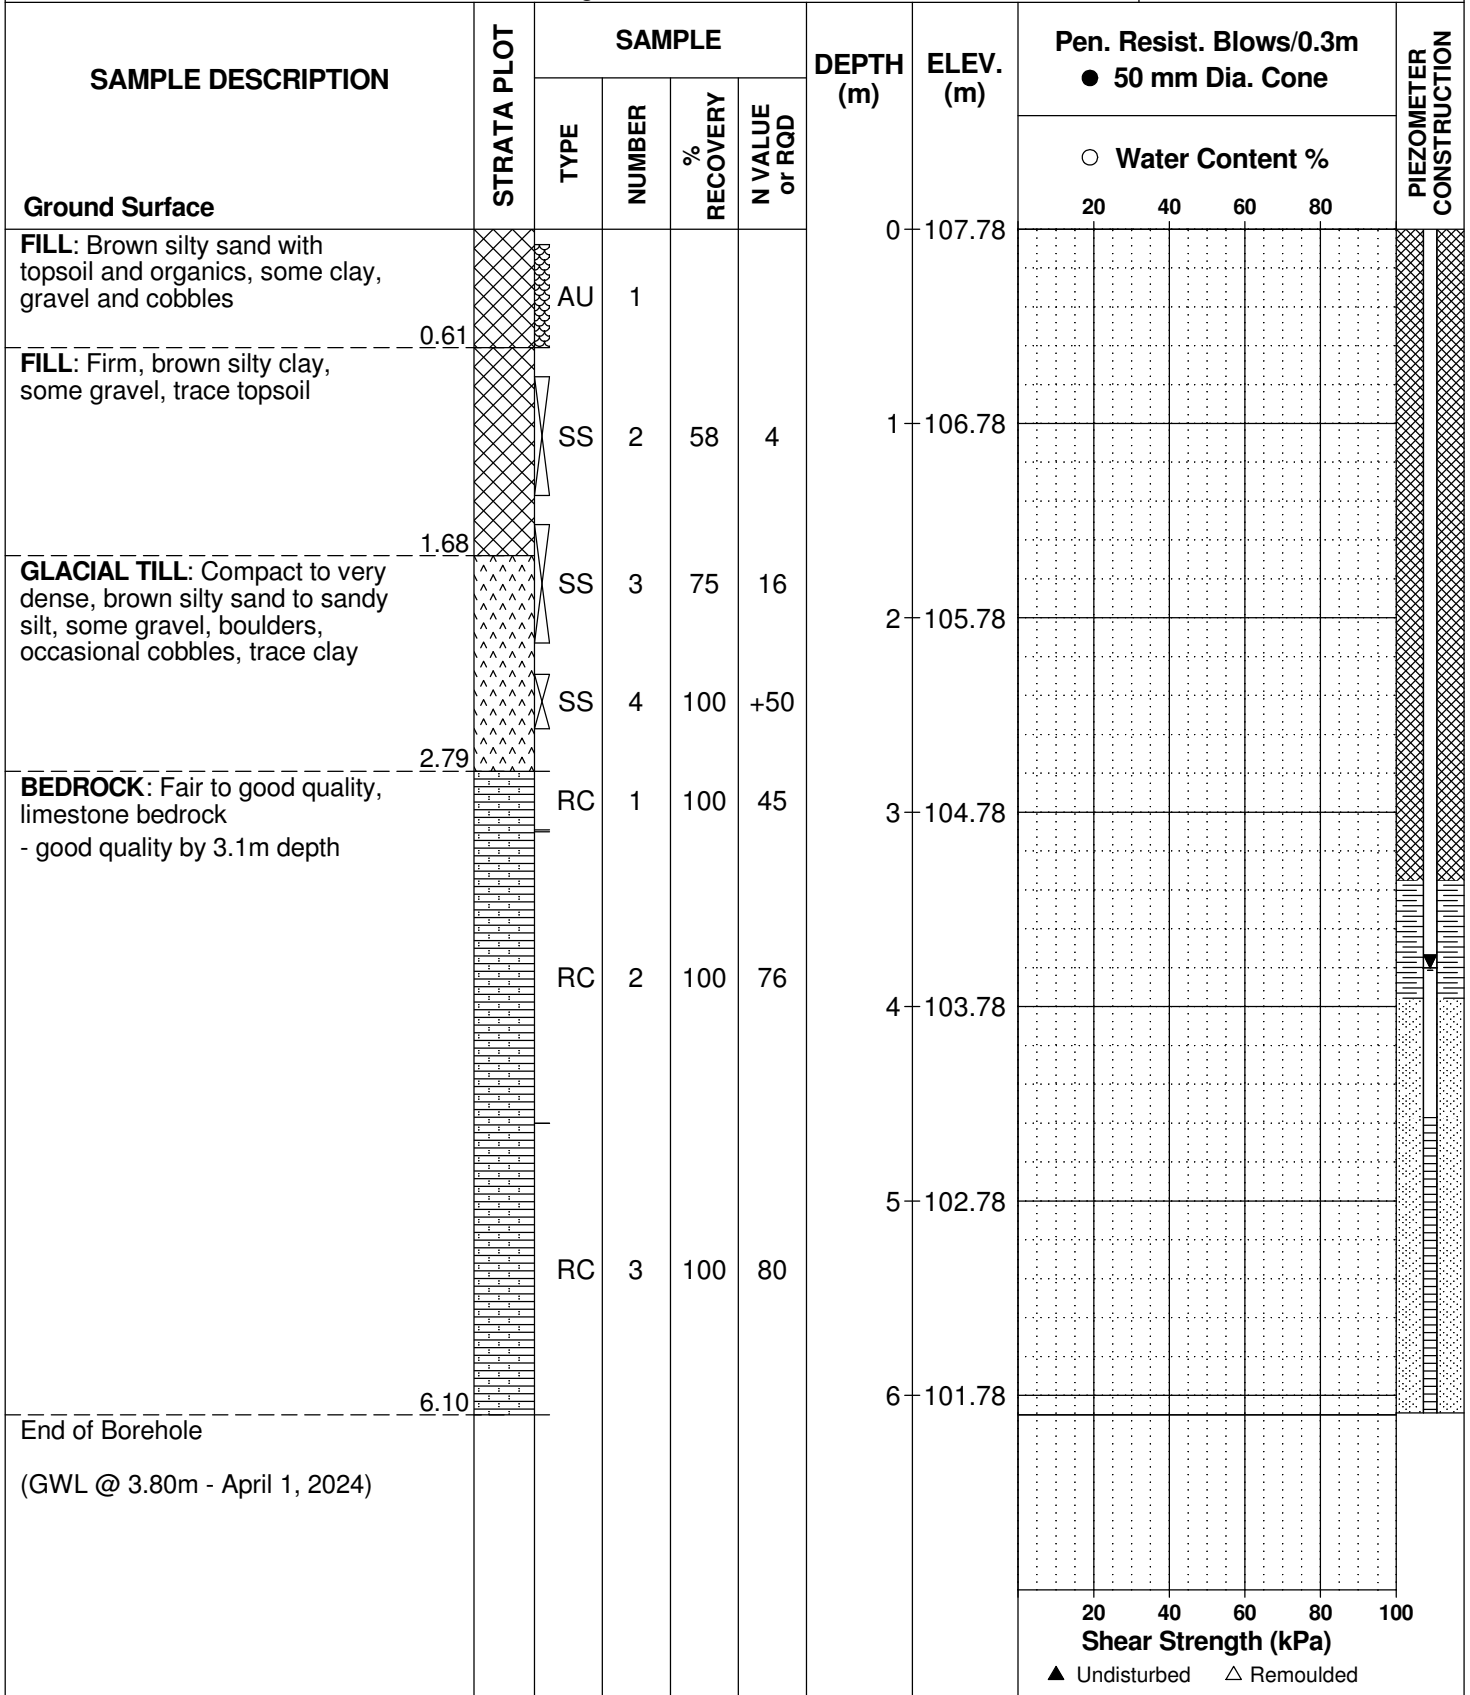 SAMPLE DESCRIPTION
STRATA PLOT
SAMPLE
TYPE
NUMBER
%
RECOVERY
N VALUE
or RQD
DEPTH
(m)
ELEV.
(m)
Pen. Resist. Blows/0.3m
● 50 mm Dia. Cone
○ Water Content %
20 40 60 80
PIEZOMETER
CONSTRUCTION
Ground Surface
0 107.78
FILL: Brown silty sand with
topsoil and organics, some clay,
gravel and cobbles
0.61
AU 1
FILL: Firm, brown silty clay,
some gravel, trace topsoil
1 106.78
SS 2 58 4
1.68
GLACIAL TILL: Compact to very
dense, brown silty sand to sandy
silt, some gravel, boulders,
occasional cobbles, trace clay
SS 3 75 16
2 105.78
SS 4 100 +50
2.79
BEDROCK: Fair to good quality,
limestone bedrock
- good quality by 3.1m depth
RC 1 100 45
3 104.78
RC 2 100 76
4 103.78
5 102.78
RC 3 100 80
6 101.78
6.10
End of Borehole
(GWL @ 3.80m - April 1, 2024)
20 40 60 80 100
Shear Strength (kPa)
▲ Undisturbed △ Remoulded